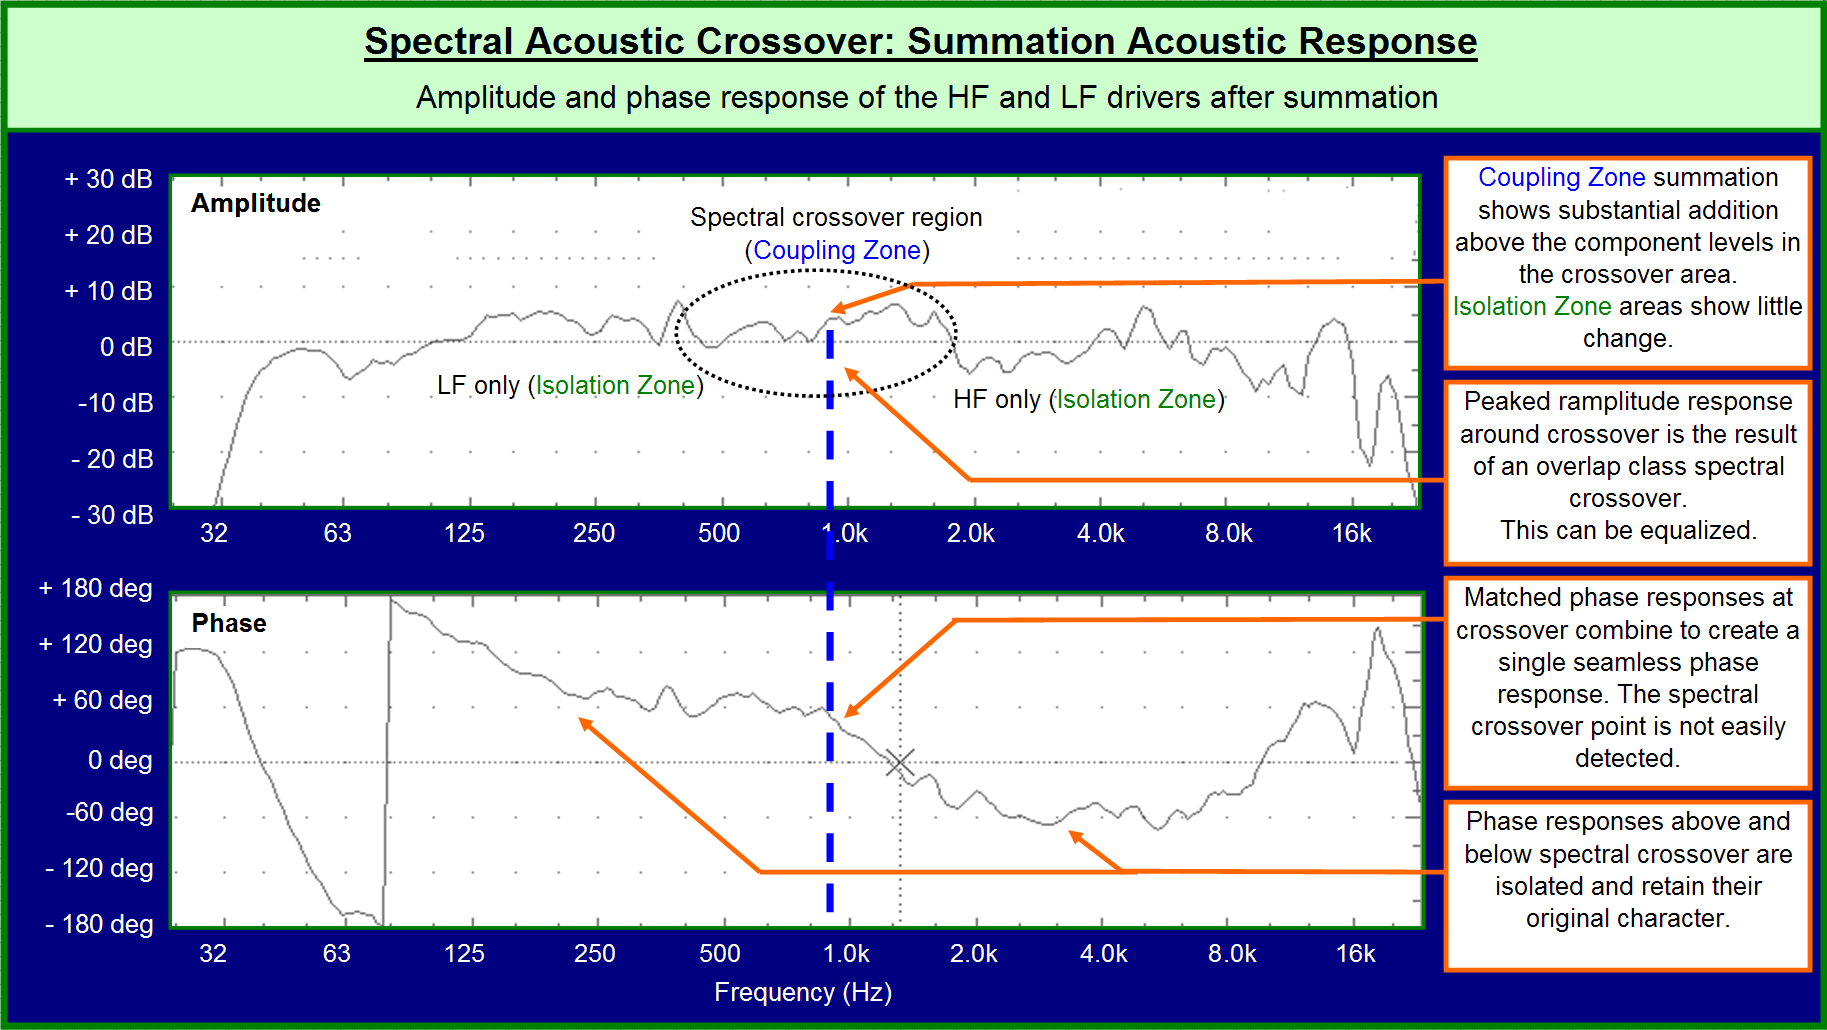 Spectral Acoustic Crossover: Summation Acoustic Response
Amplitude and phase response of the HF and LF drivers after summation
+ 30 dB
+ 20 dB
+ 10 dB
0 dB
-10 dB
- 20 dB
- 30 dB
Amplitude
Spectral crossover region
(Coupling Zone)
LF only (Isolation Zone)
HF only (Isolation Zone)
32 63 125 250 500 1.0k 2.0k 4.0k 8.0k 16k
+ 180 deg
+ 120 deg
+ 60 deg
0 deg
-60 deg
- 120 deg
- 180 deg
Phase
32 63 125 250 500 1.0k 2.0k 4.0k 8.0k 16k
Frequency (Hz)
Coupling Zone summation
shows substantial addition
above the component levels in
the crossover area.
Isolation Zone areas show little
change.
Peaked ramplitude response
around crossover is the result
of an overlap class spectral
crossover.
This can be equalized.
Matched phase responses at
crossover combine to create a
single seamless phase
response. The spectral
crossover point is not easily
detected.
Phase responses above and
below spectral crossover are
isolated and retain their
original character.